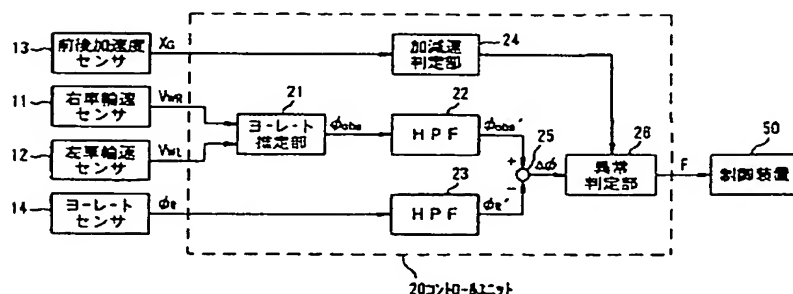 13
前後加速度
センサ
XG
加減速
判定部
24
11
右車輪速
センサ
VWR
21
ヨーレート
推定部
φobs
22
HPF
φobs′
12
左車輪速
センサ
VWL
+
25
Δφ
−
26
異常
判定部
F
50
制御装置
14
ヨーレート
センサ
φR
23
HPF
φR′
20コントロールユニット